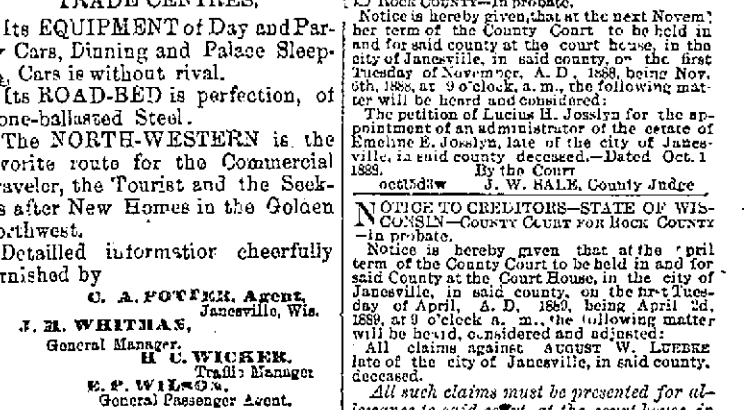 TRADE CENTRES.
Its EQUIPMENT of Day and Par-
Cars, Dinning and Palace Sleep-
Cars is without rival.
Its ROAD-BED is perfection, of
one-ballasted Steel.
The NORTH-WESTERN is the
vorite route for the Commercial
raveler, the Tourist and the Seek-
s after New Homes in the Golden
orthwest.
Detailled informatior cheerfully
rnished by
C. A. POTTER, Agent,
Janesville, Wis.
J. M. WHITMAN,
General Manager.
H C. WICKER,
Traffic Manager
E. P. WILSON,
General Passenger Agent.
ROCK COUNTY—In probate.
Notice is hereby given, that at the next Novem-
ber term of the County Court to be held in
and for said county at the court house, in the
city of Janesville, in said county, on the first
Tuesday of November, A. D, 1888, being Nov.
6th, 1888, at 9 o'clock, a. m., the following mat-
ter will be heard and considered:
The petition of Lucius H. Josslyn for the ap-
pointment of an administrator of the estate of
Emeline E. Josslyn, late of the city of Janes-
ville, in said county deceased.—Dated Oct. 1
1888. By the Court
oct15d3w J. W. SALE, County Judge
NOTICE TO CREDITORS—STATE OF WIS-
CONSIN—COUNTY COURT FOR ROCK COUNTY
—in probate.
Notice is hereby given that at the pril
term of the County Court to be held in and for
said County at the Court House, in the city of
Janesville, in said county, on the first Tues-
day of April, A. D, 1889, being April 2d,
1889, at 9 o'clock a. m., the following matter
will be heard, considered and adjusted:
All claims against AUGUST W. LUEBKE
late of the city of Janesville, in said county.
deceased.
All such claims must be presented for al-
lowance to said court, at the court house, in